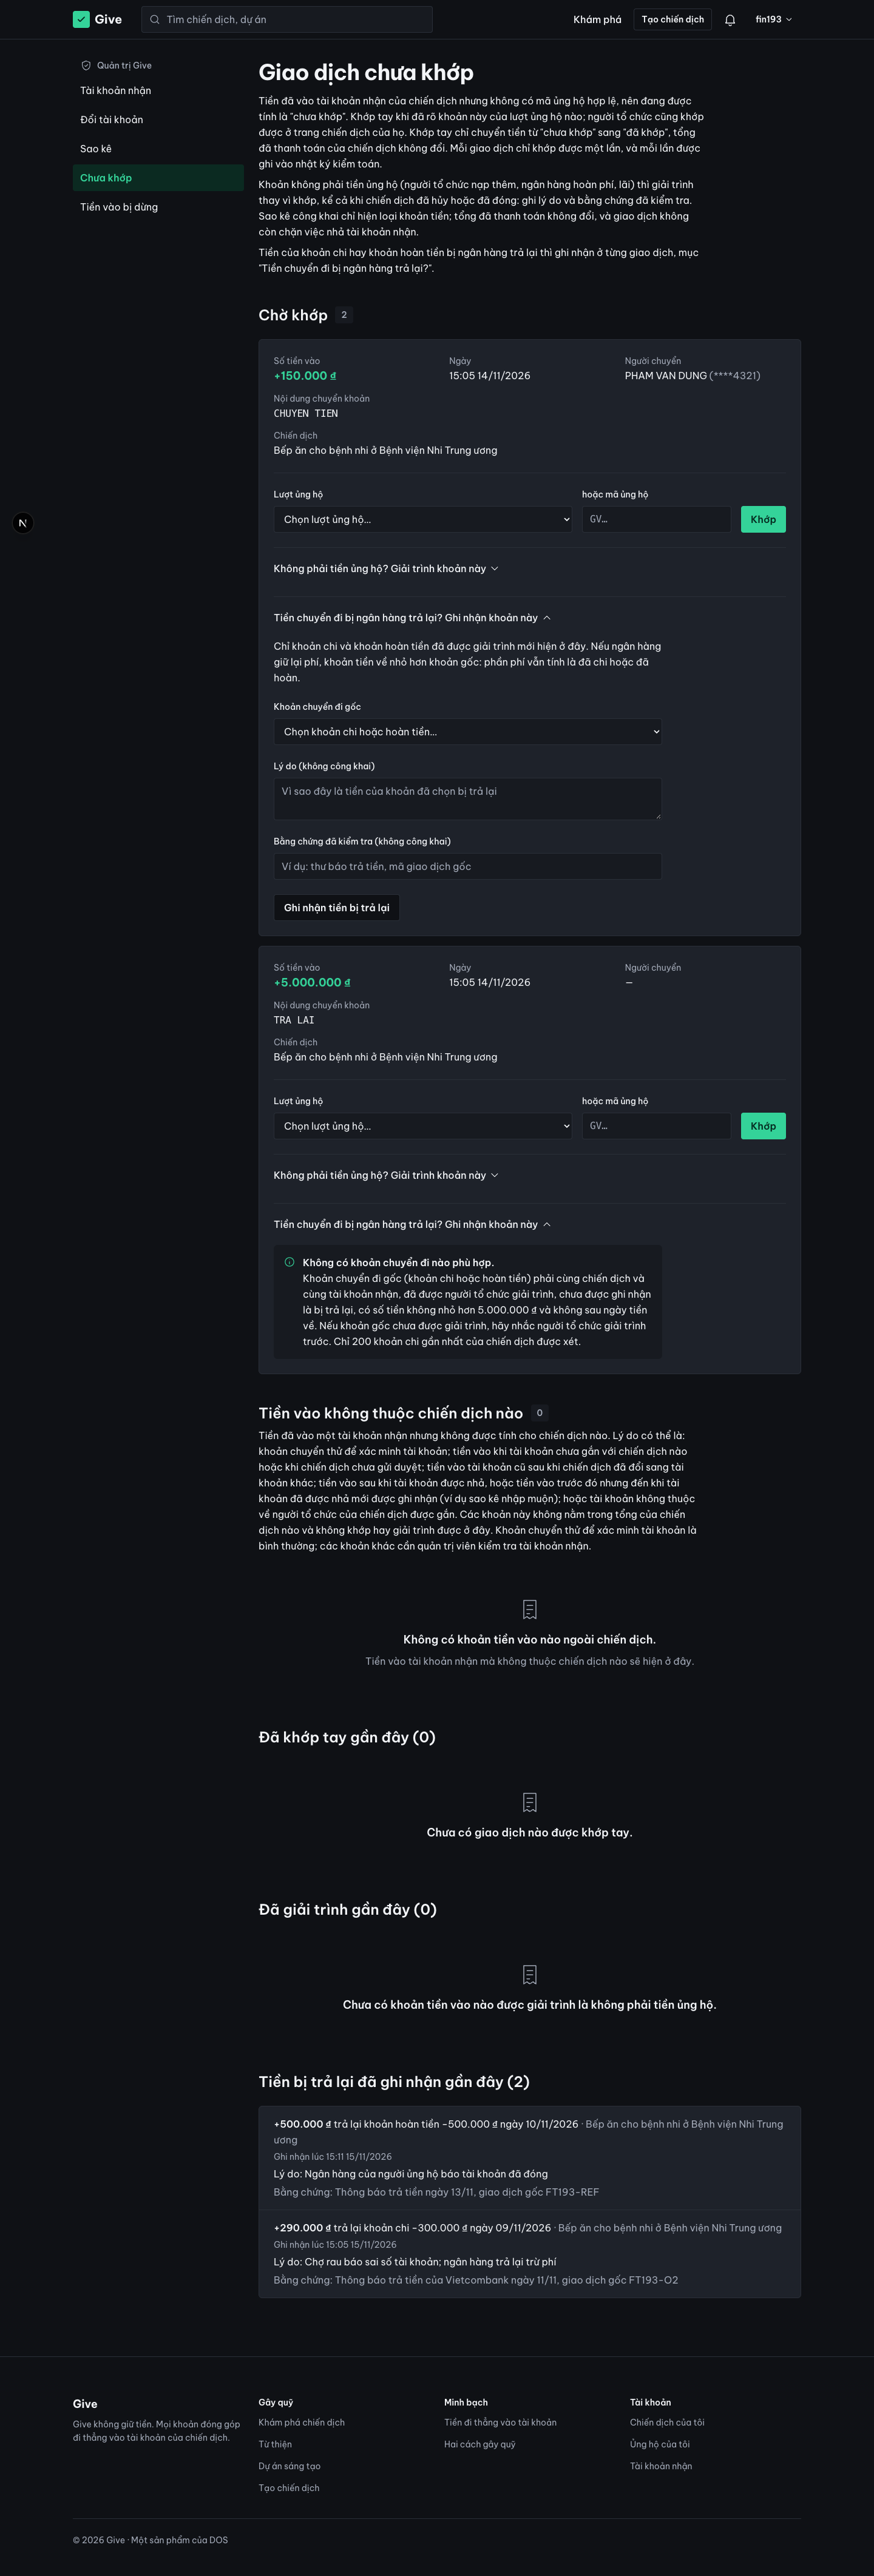 Give
Tìm chiến dịch, dự án
Khám phá
Tạo chiến dịch
fin193
Quản trị Give
Tài khoản nhận
Đổi tài khoản
Sao kê
Chưa khớp
Tiền vào bị dừng
Giao dịch chưa khớp
Tiền đã vào tài khoản nhận của chiến dịch nhưng không có mã ủng hộ hợp lệ, nên đang được
tính là "chưa khớp". Khớp tay khi đã rõ khoản này của lượt ủng hộ nào; người tổ chức cũng khớp
được ở trang chiến dịch của họ. Khớp tay chỉ chuyển tiền từ "chưa khớp" sang "đã khớp", tổng
đã thanh toán của chiến dịch không đổi. Mỗi giao dịch chỉ khớp được một lần, và mỗi lần được
ghi vào nhật ký kiểm toán.
Khoản không phải tiền ủng hộ (người tổ chức nạp thêm, ngân hàng hoàn phí, lãi) thì giải trình
thay vì khớp, kể cả khi chiến dịch đã hủy hoặc đã đóng: ghi lý do và bằng chứng đã kiểm tra.
Sao kê công khai chỉ hiện loại khoản tiền; tổng đã thanh toán không đổi, và giao dịch không
còn chặn việc nhả tài khoản nhận.
Tiền của khoản chi hay khoản hoàn tiền bị ngân hàng trả lại thì ghi nhận ở từng giao dịch, mục
"Tiền chuyển đi bị ngân hàng trả lại?".
Chờ khớp 2
Số tiền vào
+150.000 ₫
Ngày
15:05 14/11/2026
Người chuyển
PHAM VAN DUNG (****4321)
Nội dung chuyển khoản
CHUYEN TIEN
Chiến dịch
Bếp ăn cho bệnh nhi ở Bệnh viện Nhi Trung ương
Lượt ủng hộ
Chọn lượt ủng hộ...
hoặc mã ủng hộ
GV…
Khớp
Không phải tiền ủng hộ? Giải trình khoản này
Tiền chuyển đi bị ngân hàng trả lại? Ghi nhận khoản này
Chỉ khoản chi và khoản hoàn tiền đã được giải trình mới hiện ở đây. Nếu ngân hàng
giữ lại phí, khoản tiền về nhỏ hơn khoản gốc: phần phí vẫn tính là đã chi hoặc đã
hoàn.
Khoản chuyển đi gốc
Chọn khoản chi hoặc hoàn tiền...
Lý do (không công khai)
Vì sao đây là tiền của khoản đã chọn bị trả lại
Bằng chứng đã kiểm tra (không công khai)
Ví dụ: thư báo trả tiền, mã giao dịch gốc
Ghi nhận tiền bị trả lại
Số tiền vào
+5.000.000 ₫
Ngày
15:05 14/11/2026
Người chuyển
—
Nội dung chuyển khoản
TRA LAI
Chiến dịch
Bếp ăn cho bệnh nhi ở Bệnh viện Nhi Trung ương
Lượt ủng hộ
Chọn lượt ủng hộ...
hoặc mã ủng hộ
GV…
Khớp
Không phải tiền ủng hộ? Giải trình khoản này
Tiền chuyển đi bị ngân hàng trả lại? Ghi nhận khoản này
Không có khoản chuyển đi nào phù hợp.
Khoản chuyển đi gốc (khoản chi hoặc hoàn tiền) phải cùng chiến dịch và
cùng tài khoản nhận, đã được người tổ chức giải trình, chưa được ghi nhận
là bị trả lại, có số tiền không nhỏ hơn 5.000.000 ₫ và không sau ngày tiền
về. Nếu khoản gốc chưa được giải trình, hãy nhắc người tổ chức giải trình
trước. Chỉ 200 khoản chi gần nhất của chiến dịch được xét.
Tiền vào không thuộc chiến dịch nào 0
Tiền đã vào một tài khoản nhận nhưng không được tính cho chiến dịch nào. Lý do có thể là:
khoản chuyển thử để xác minh tài khoản; tiền vào khi tài khoản chưa gắn với chiến dịch nào
hoặc khi chiến dịch chưa gửi duyệt; tiền vào tài khoản cũ sau khi chiến dịch đã đổi sang tài
khoản khác; tiền vào sau khi tài khoản được nhả, hoặc tiền vào trước đó nhưng đến khi tài
khoản đã được nhả mới được ghi nhận (ví dụ sao kê nhập muộn); hoặc tài khoản không thuộc
về người tổ chức của chiến dịch được gắn. Các khoản này không nằm trong tổng của chiến
dịch nào và không khớp hay giải trình được ở đây. Khoản chuyển thử để xác minh tài khoản là
bình thường; các khoản khác cần quản trị viên kiểm tra tài khoản nhận.
Không có khoản tiền vào nào ngoài chiến dịch.
Tiền vào tài khoản nhận mà không thuộc chiến dịch nào sẽ hiện ở đây.
Đã khớp tay gần đây (0)
Chưa có giao dịch nào được khớp tay.
Đã giải trình gần đây (0)
Chưa có khoản tiền vào nào được giải trình là không phải tiền ủng hộ.
Tiền bị trả lại đã ghi nhận gần đây (2)
+500.000 ₫ trả lại khoản hoàn tiền -500.000 ₫ ngày 10/11/2026 · Bếp ăn cho bệnh nhi ở Bệnh viện Nhi Trung
ương
Ghi nhận lúc 15:11 15/11/2026
Lý do: Ngân hàng của người ủng hộ báo tài khoản đã đóng
Bằng chứng: Thông báo trả tiền ngày 13/11, giao dịch gốc FT193-REF
+290.000 ₫ trả lại khoản chi -300.000 ₫ ngày 09/11/2026 · Bếp ăn cho bệnh nhi ở Bệnh viện Nhi Trung ương
Ghi nhận lúc 15:05 15/11/2026
Lý do: Chợ rau báo sai số tài khoản; ngân hàng trả lại trừ phí
Bằng chứng: Thông báo trả tiền của Vietcombank ngày 11/11, giao dịch gốc FT193-O2
Give
Give không giữ tiền. Mọi khoản đóng góp
đi thẳng vào tài khoản của chiến dịch.
Gây quỹ
Khám phá chiến dịch
Từ thiện
Dự án sáng tạo
Tạo chiến dịch
Minh bạch
Tiền đi thẳng vào tài khoản
Hai cách gây quỹ
Tài khoản
Chiến dịch của tôi
Ủng hộ của tôi
Tài khoản nhận
© 2026 Give · Một sản phẩm của DOS